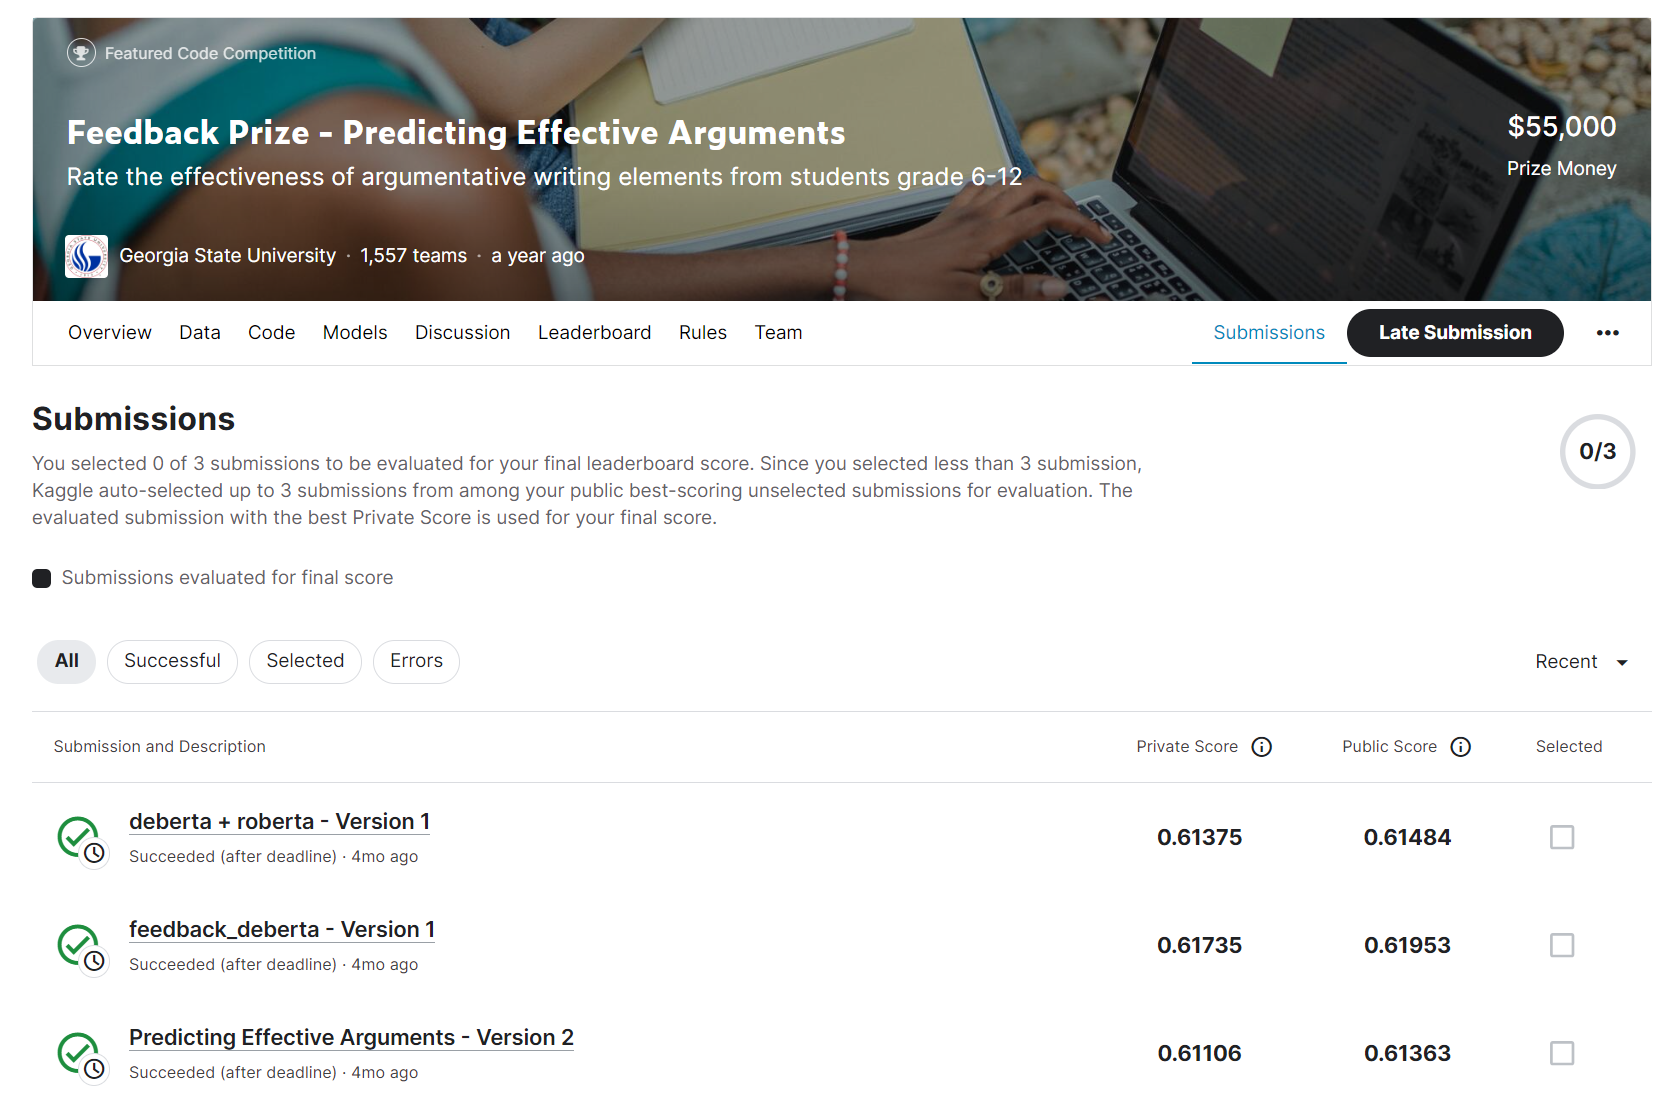 Featured Code Competition
Feedback Prize - Predicting Effective Arguments
Rate the effectiveness of argumentative writing elements from students grade 6-12
$55,000
Prize Money
Georgia State University · 1,557 teams · a year ago
Overview Data Code Models Discussion Leaderboard Rules Team Submissions Late Submission
Submissions
0/3
You selected 0 of 3 submissions to be evaluated for your final leaderboard score. Since you selected less than 3 submission,
Kaggle auto-selected up to 3 submissions from among your public best-scoring unselected submissions for evaluation. The
evaluated submission with the best Private Score is used for your final score.
Submissions evaluated for final score
All Successful Selected Errors Recent
Submission and Description Private Score Public Score Selected
deberta + roberta - Version 1
Succeeded (after deadline) · 4mo ago
0.61375 0.61484
feedback_deberta - Version 1
Succeeded (after deadline) · 4mo ago
0.61735 0.61953
Predicting Effective Arguments - Version 2
Succeeded (after deadline) · 4mo ago
0.61106 0.61363